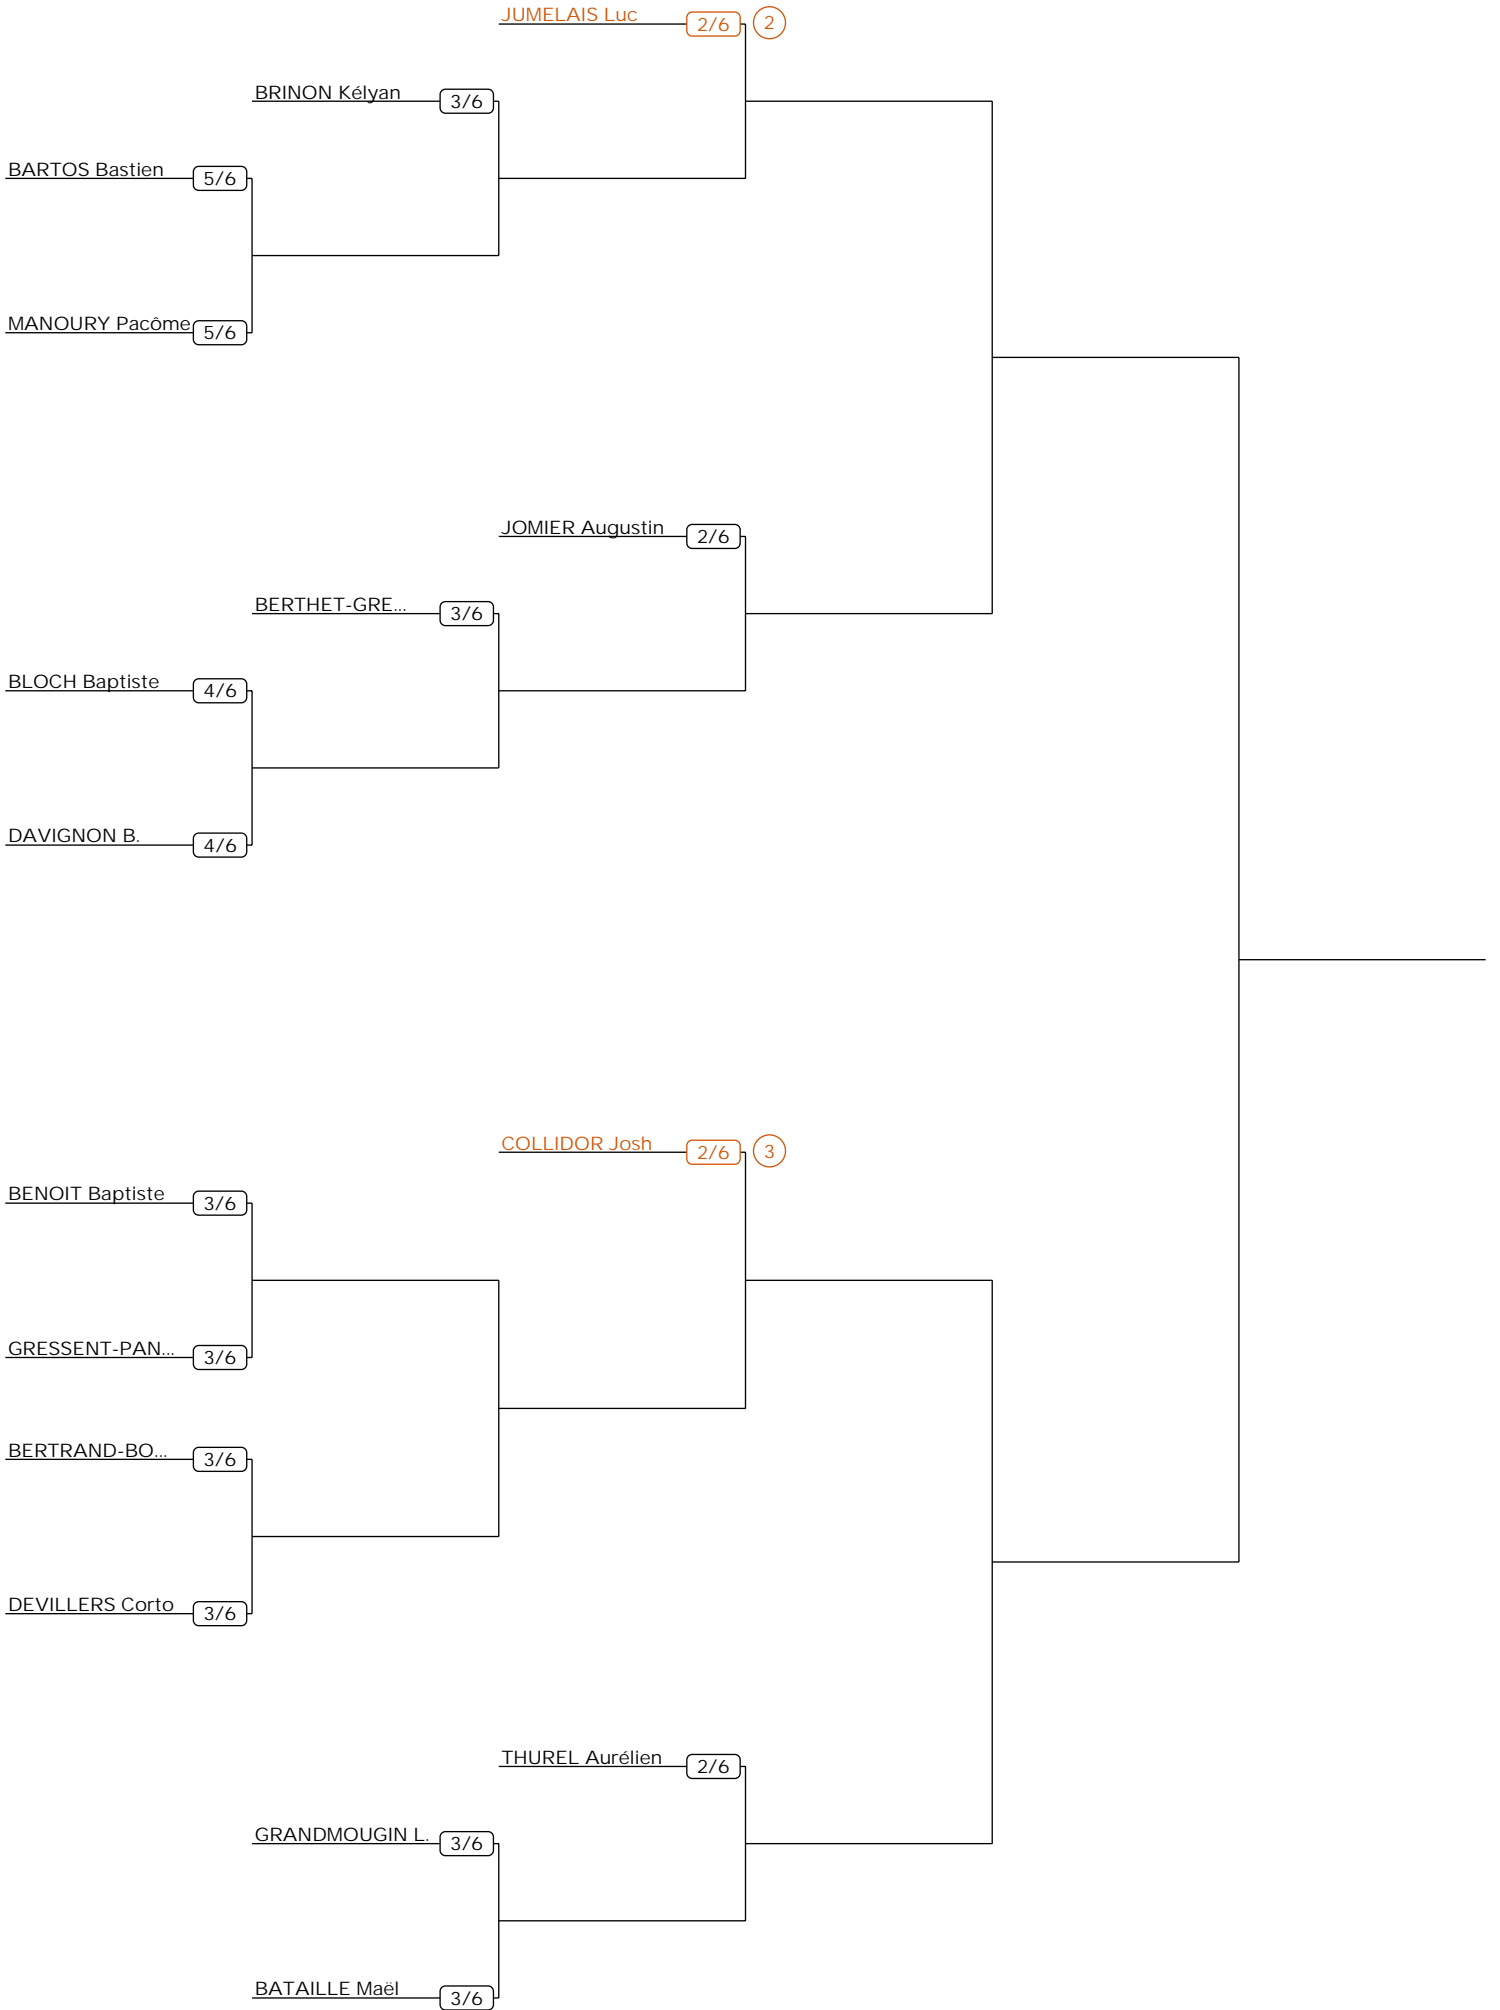 JUMELAIS Luc 2/6 2
BRINON Kélyan 3/6
BARTOS Bastien 5/6
MANOURY Pacôme 5/6
JOMIER Augustin 2/6
BERTHET-GRE... 3/6
BLOCH Baptiste 4/6
DAVIGNON B. 4/6
COLLIDOR Josh 2/6 3
BENOIT Baptiste 3/6
GRESSENT-PAN... 3/6
BERTRAND-BO... 3/6
DEVILLERS Corto 3/6
THUREL Aurélien 2/6
GRANDMOUGIN L. 3/6
BATAILLE Maël 3/6